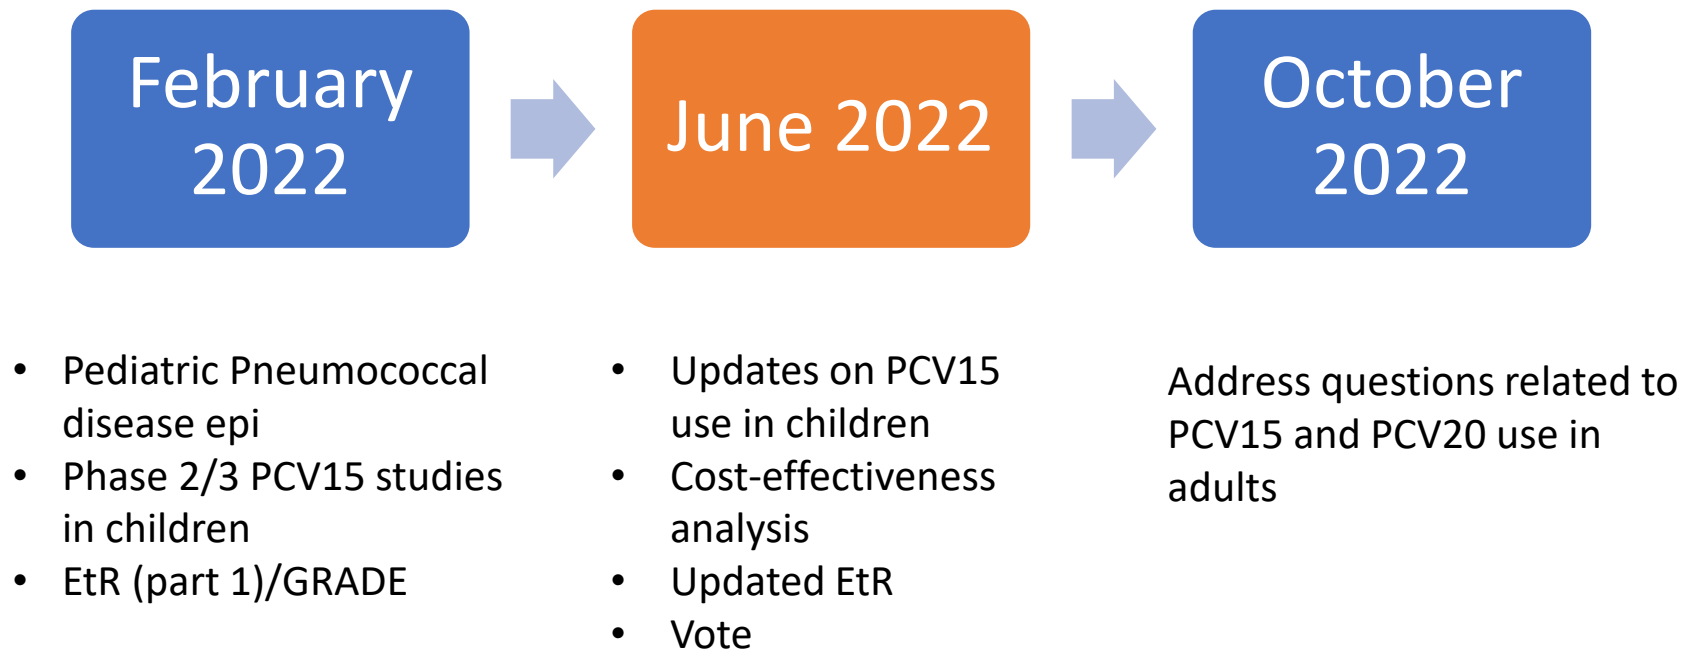 February
2022
June 2022
October
2022
• Pediatric Pneumococcal
disease epi
• Phase 2/3 PCV15 studies
in children
• EtR (part 1)/GRADE
• Updates on PCV15
use in children
• Cost-effectiveness
analysis
• Updated EtR
• Vote
Address questions related to
PCV15 and PCV20 use in
adults